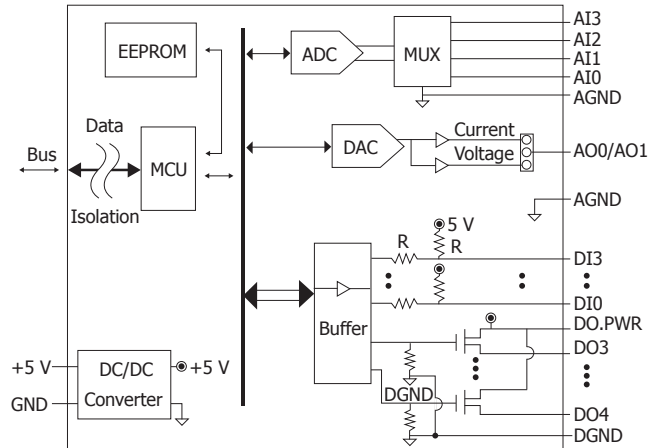 EEPROM
ADC
MUX
AI3
AI2
AI1
AI0
AGND
Data
Bus
MCU
Isolation
DAC
Current
Voltage
AO0/AO1
AGND
5 V
R
R
DI3
DI0
Buffer
DO.PWR
DO3
DGND
DO4
DGND
+5 V
DC/DC
Converter
+5 V
GND